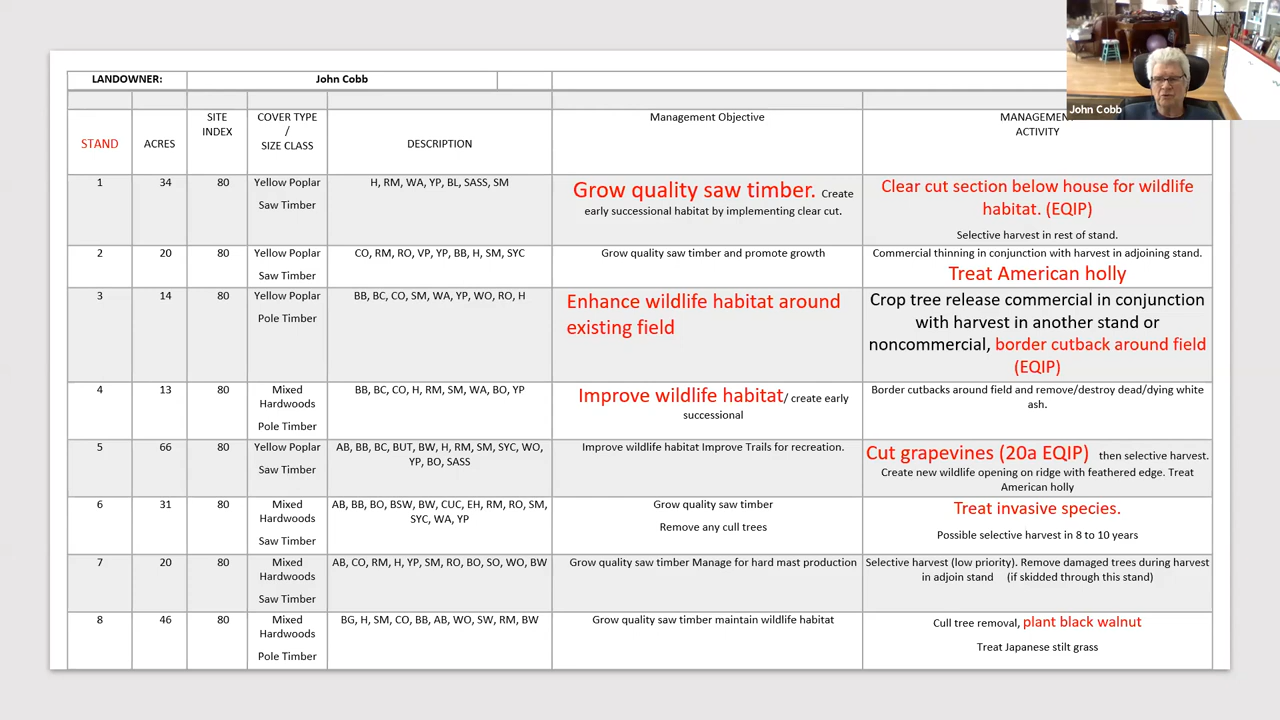 LANDOWNER: John Cobb
John Cobb
STAND ACRES SITE INDEX COVER TYPE / SIZE CLASS DESCRIPTION Management Objective MANAGEMENT ACTIVITY
1 34 80 Yellow Poplar H, RM, WA, YP, BL, SASS, SM
Saw Timber
Grow quality saw timber. Create
early successional habitat by implementing clear cut.
Clear cut section below house for wildlife
habitat. (EQIP)
Selective harvest in rest of stand.
2 20 80 Yellow Poplar CO, RM, RO, VP, YP, BB, H, SM, SYC
Saw Timber
Grow quality saw timber and promote growth
Commercial thinning in conjunction with harvest in adjoining stand.
Treat American holly
3 14 80 Yellow Poplar BB, BC, CO, SM, WA, YP, WO, RO, H
Pole Timber
Enhance wildlife habitat around
existing field
Crop tree release commercial in conjunction
with harvest in another stand or
noncommercial, border cutback around field
(EQIP)
4 13 80 Mixed BB, BC, CO, H, RM, SM, WA, BO, YP
Hardwoods
Pole Timber
Improve wildlife habitat/ create early
successional
Border cutbacks around field and remove/destroy dead/dying white
ash.
5 66 80 Yellow Poplar AB, BB, BC, BUT, BW, H, RM, SM, SYC, WO,
Saw Timber YP, BO, SASS
Improve wildlife habitat Improve Trails for recreation.
Cut grapevines (20a EQIP) then selective harvest.
Create new wildlife opening on ridge with feathered edge. Treat
American holly
6 31 80 Mixed AB, BB, BO, BSW, BW, CUC, EH, RM, RO, SM,
Hardwoods SYC, WA, YP
Saw Timber
Grow quality saw timber
Remove any cull trees
Treat invasive species.
Possible selective harvest in 8 to 10 years
7 20 80 Mixed AB, CO, RM, H, YP, SM, RO, BO, SO, WO, BW
Hardwoods
Saw Timber
Grow quality saw timber Manage for hard mast production
Selective harvest (low priority). Remove damaged trees during harvest
in adjoin stand (if skidded through this stand)
8 46 80 Mixed BG, H, SM, CO, BB, AB, WO, SW, RM, BW
Hardwoods
Pole Timber
Grow quality saw timber maintain wildlife habitat
Cull tree removal, plant black walnut
Treat Japanese stilt grass